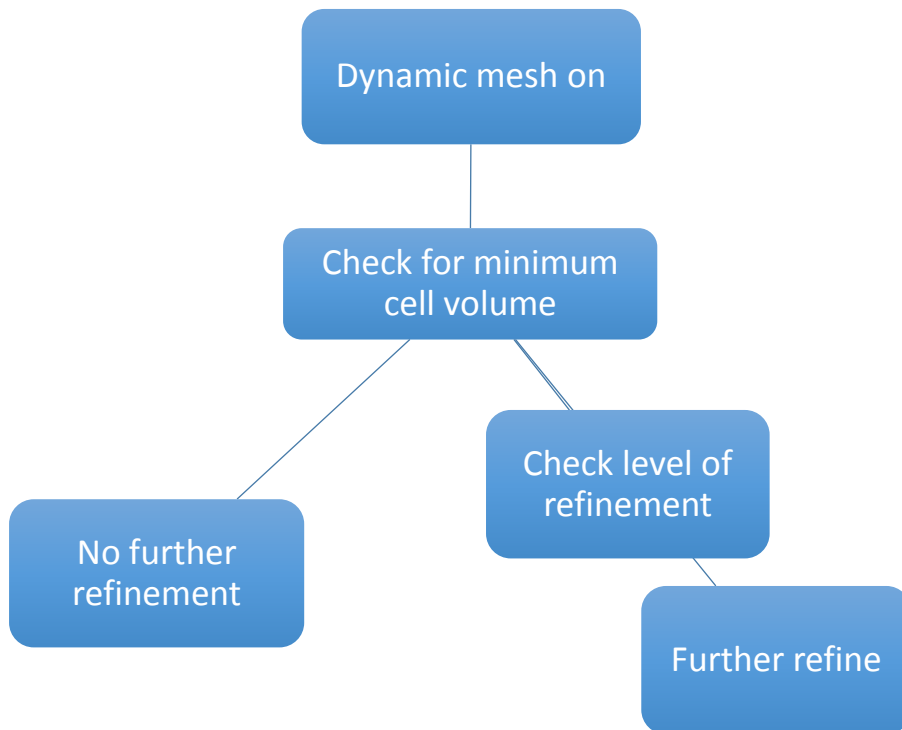 Dynamic mesh on
Check for minimum
cell volume
Check level of
refinement
No further
refinement
Further refine